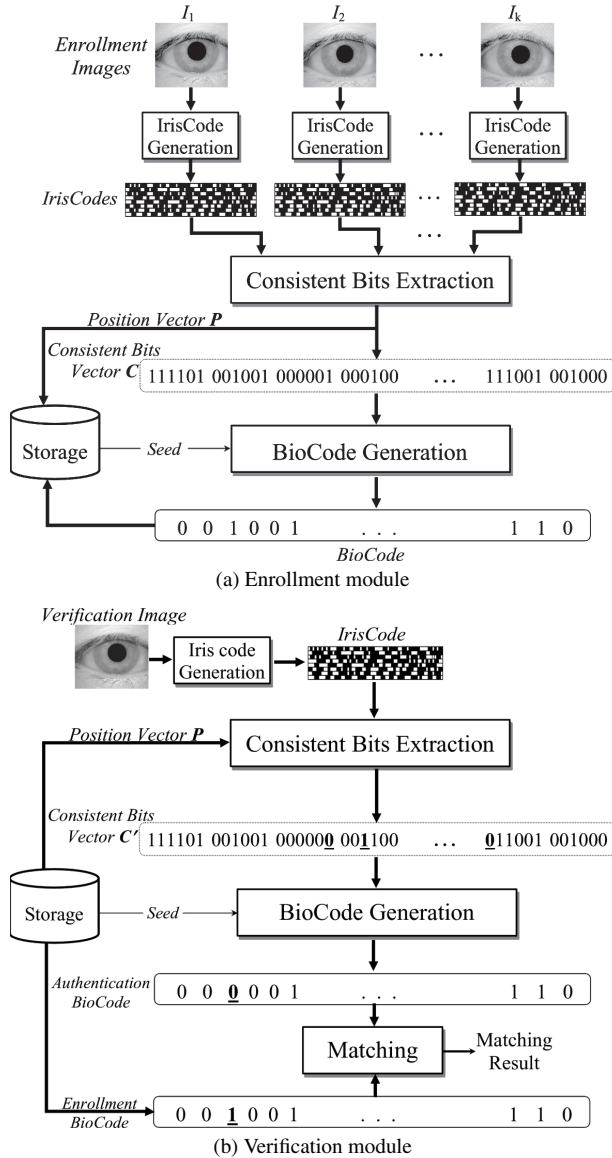 I1 I2 Ik
Enrollment
Images
...
IrisCode
Generation
IrisCode
Generation
...
IrisCode
Generation
IrisCodes
...
...
Consistent Bits Extraction
Position Vector P
Consistent Bits
Vector C
111101 001001 000001 000100 ... 111001 001000
Storage
Seed
BioCode Generation
0 0 1 0 0 1 . . . 1 1 0
BioCode
(a) Enrollment module
Verification Image
Iris code
Generation
IrisCode
Position Vector P
Consistent Bits Extraction
Consistent Bits
Vector C'
111101 001001 000000 001100 ... 011001 001000
Storage
Seed
BioCode Generation
Authentication
BioCode
0 0 0 0 0 1 . . . 1 1 0
Matching
Matching
Result
Enrollment
BioCode
0 0 1 0 0 1 . . . 1 1 0
(b) Verification module